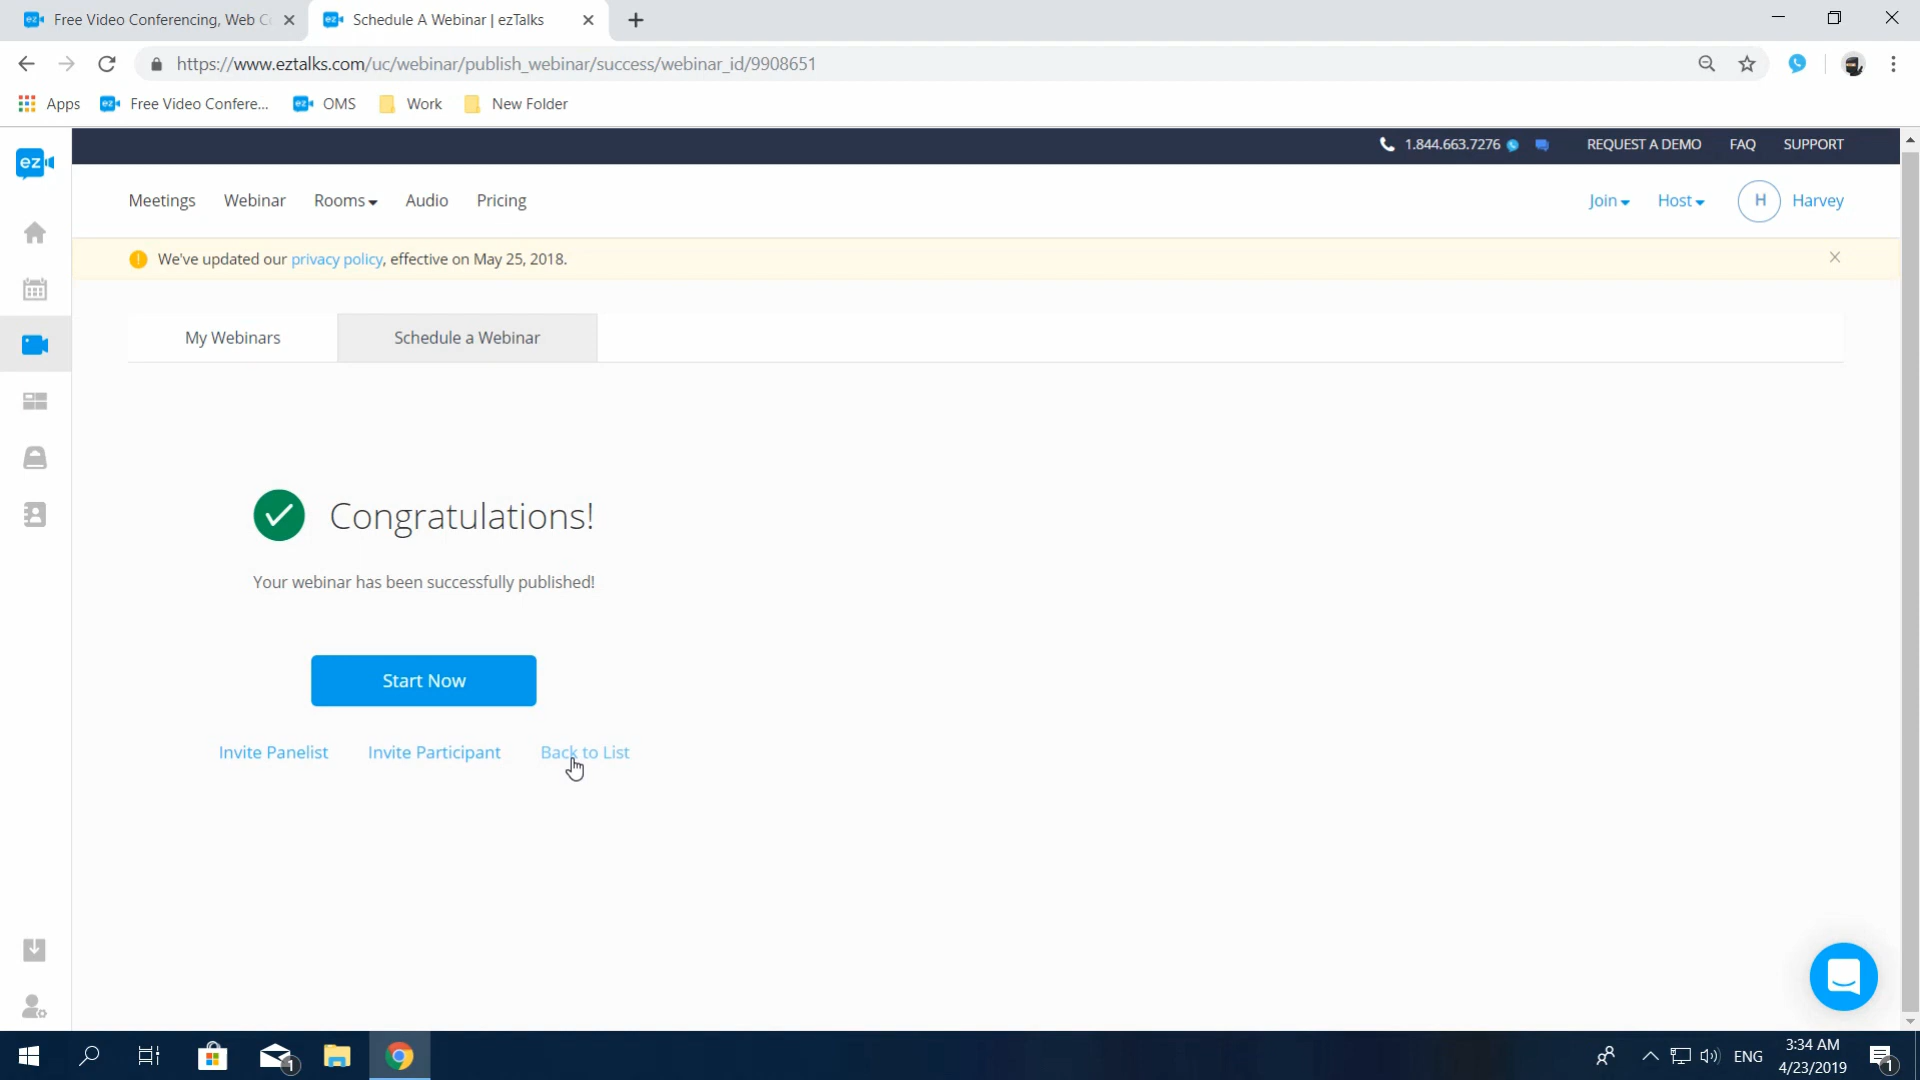 Free Video Conferencing, Web C
Schedule A Webinar | ezTalks
https://www.eztalks.com/uc/webinar/publish_webinar/success/webinar_id/9908651
Apps
Free Video Confere...
OMS
Work
New Folder
ez
1.844.663.7276
REQUEST A DEMO
FAQ
SUPPORT
Meetings
Webinar
Rooms
Audio
Pricing
Join
Host
H
Harvey
We've updated our privacy policy, effective on May 25, 2018.
My Webinars
Schedule a Webinar
Congratulations!
Your webinar has been successfully published!
Start Now
Invite Panelist
Invite Participant
Back to List
1
ENG
3:34 AM
4/23/2019
1